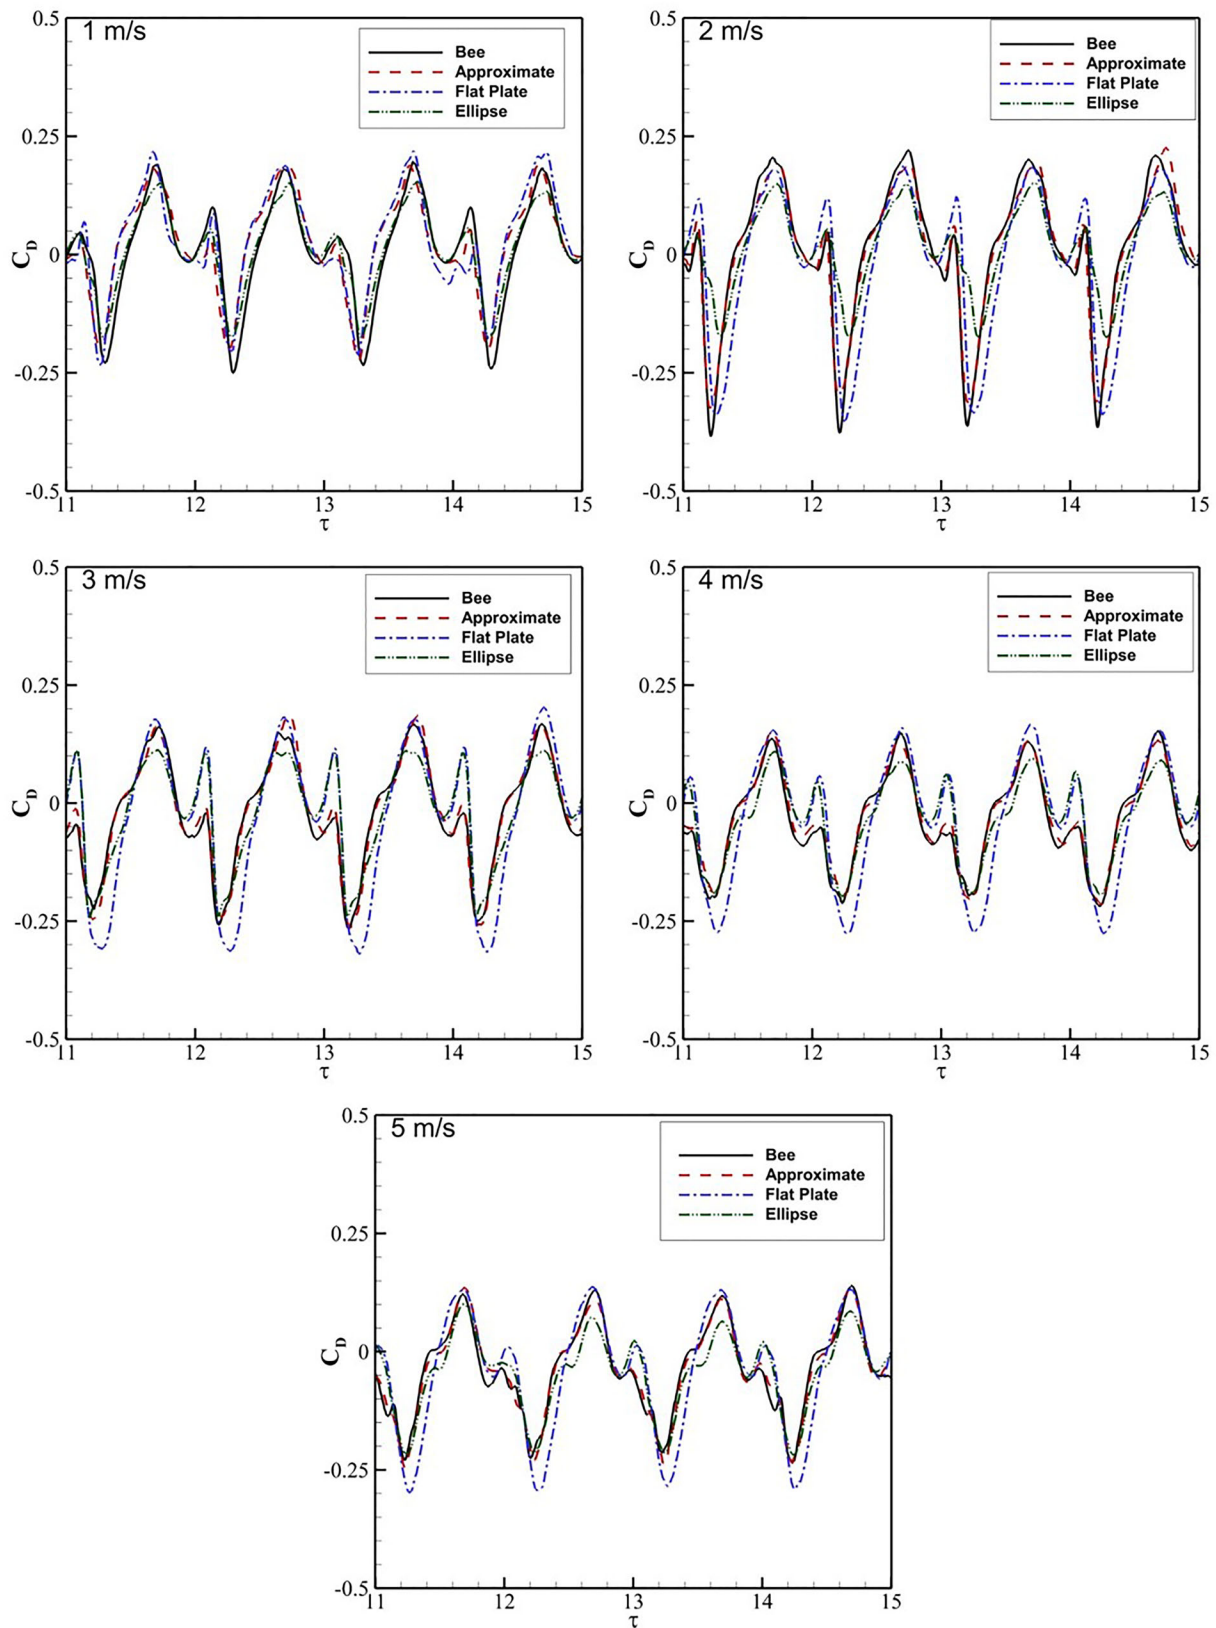 1 m/s
Bee
Approximate
Flat Plate
Ellipse
0.5
0.25
0
-0.25
-0.5
C_D
11 12 13 14 15
τ
2 m/s
Bee
Approximate
Flat Plate
Ellipse
0.5
0.25
0
-0.25
-0.5
C_D
11 12 13 14 15
τ
3 m/s
Bee
Approximate
Flat Plate
Ellipse
0.5
0.25
0
-0.25
-0.5
C_D
11 12 13 14 15
τ
4 m/s
Bee
Approximate
Flat Plate
Ellipse
0.5
0.25
0
-0.25
-0.5
C_D
11 12 13 14 15
τ
5 m/s
Bee
Approximate
Flat Plate
Ellipse
0.5
0.25
0
-0.25
-0.5
C_D
11 12 13 14 15
τ